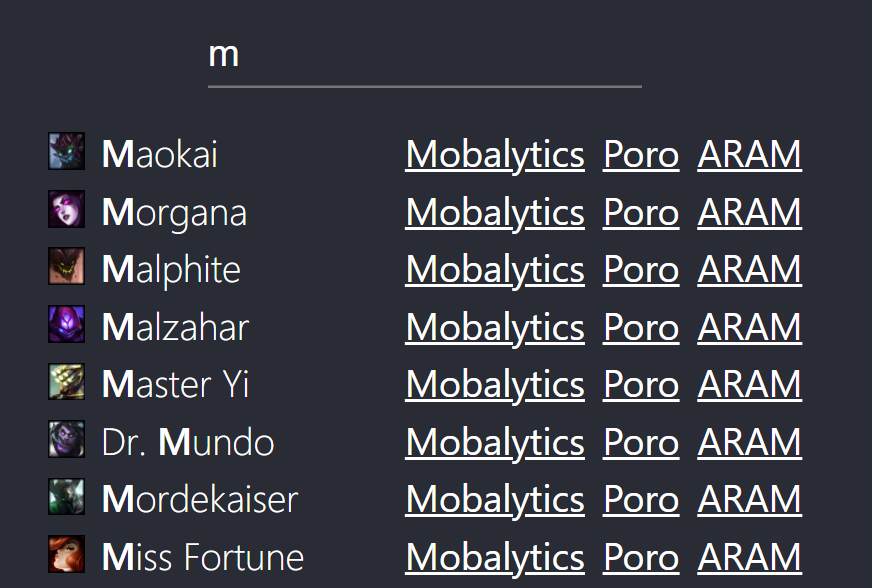 m
Maokai Mobalytics Poro ARAM
Morgana Mobalytics Poro ARAM
Malphite Mobalytics Poro ARAM
Malzahar Mobalytics Poro ARAM
Master Yi Mobalytics Poro ARAM
Dr. Mundo Mobalytics Poro ARAM
Mordekaiser Mobalytics Poro ARAM
Miss Fortune Mobalytics Poro ARAM